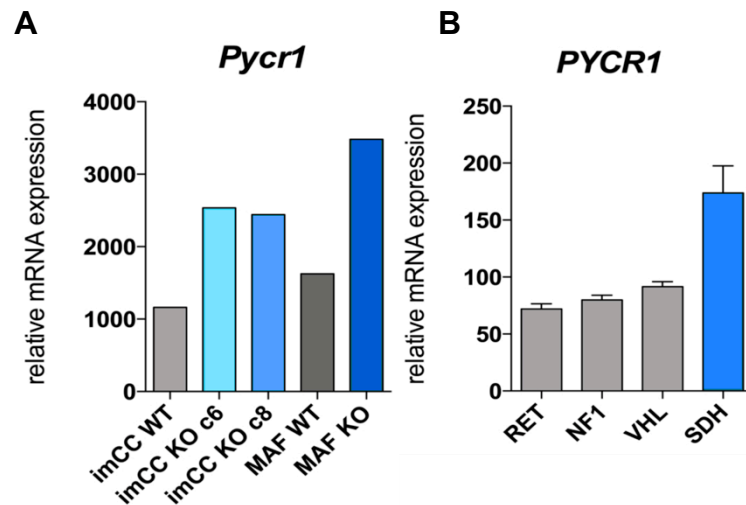 A
Pycr1
relative mRNA expression
4000
3000
2000
1000
0
imCC WT
imCC KO c6
imCC KO c8
MAF WT
MAF KO
B
PYCR1
relative mRNA expression
250
200
150
100
50
0
RET
NF1
VHL
SDH